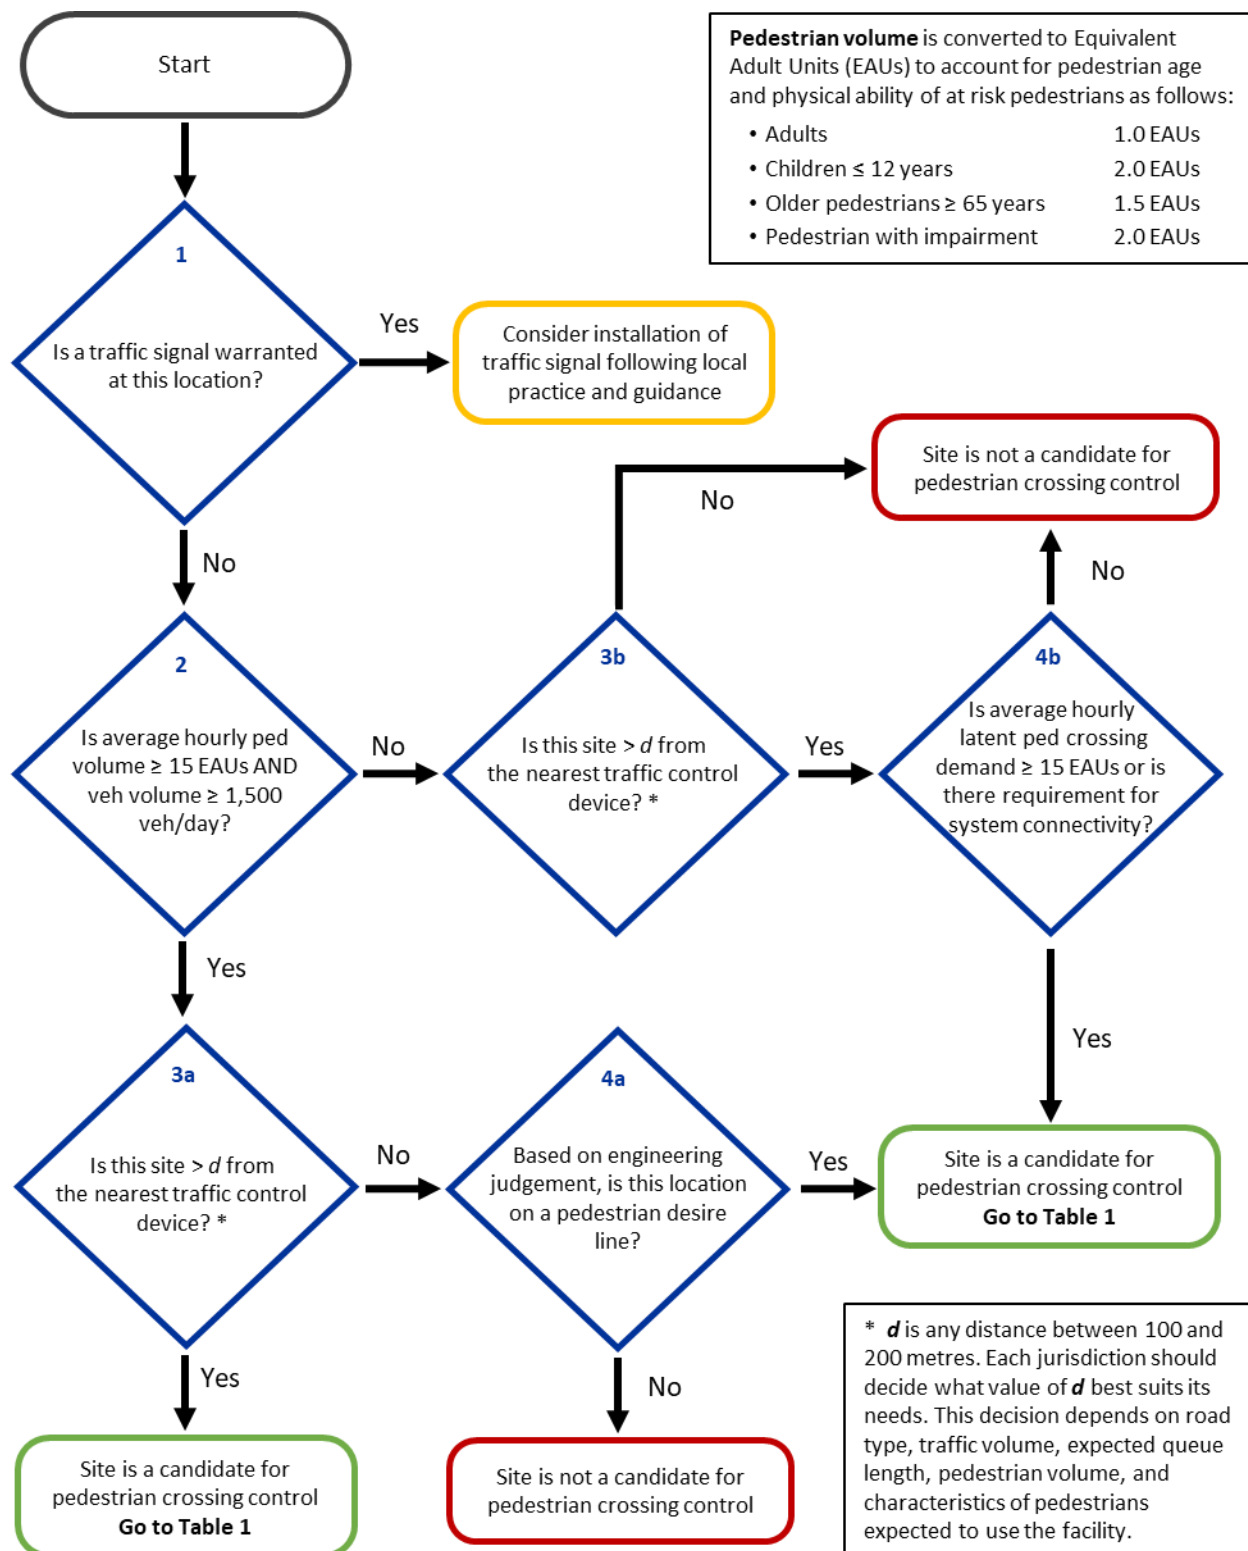 Start
Pedestrian volume is converted to Equivalent
Adult Units (EAUs) to account for pedestrian age
and physical ability of at risk pedestrians as follows:
• Adults 1.0 EAUs
• Children ≤ 12 years 2.0 EAUs
• Older pedestrians ≥ 65 years 1.5 EAUs
• Pedestrian with impairment 2.0 EAUs
1
Is a traffic signal warranted
at this location?
Yes
Consider installation of
traffic signal following local
practice and guidance
No
Site is not a candidate for
pedestrian crossing control
No
No
2
Is average hourly ped
volume ≥ 15 EAUs AND
veh volume ≥ 1,500
veh/day?
No
3b
Is this site > d from
the nearest traffic control
device? *
Yes
4b
Is average hourly
latent ped crossing
demand ≥ 15 EAUs or is
there requirement for
system connectivity?
Yes
Yes
3a
Is this site > d from
the nearest traffic control
device? *
No
4a
Based on engineering
judgement, is this location
on a pedestrian desire
line?
Yes
Site is a candidate for
pedestrian crossing control
Go to Table 1
Yes
No
Site is a candidate for
pedestrian crossing control
Go to Table 1
Site is not a candidate for
pedestrian crossing control
* d is any distance between 100 and
200 metres. Each jurisdiction should
decide what value of d best suits its
needs. This decision depends on road
type, traffic volume, expected queue
length, pedestrian volume, and
characteristics of pedestrians
expected to use the facility.